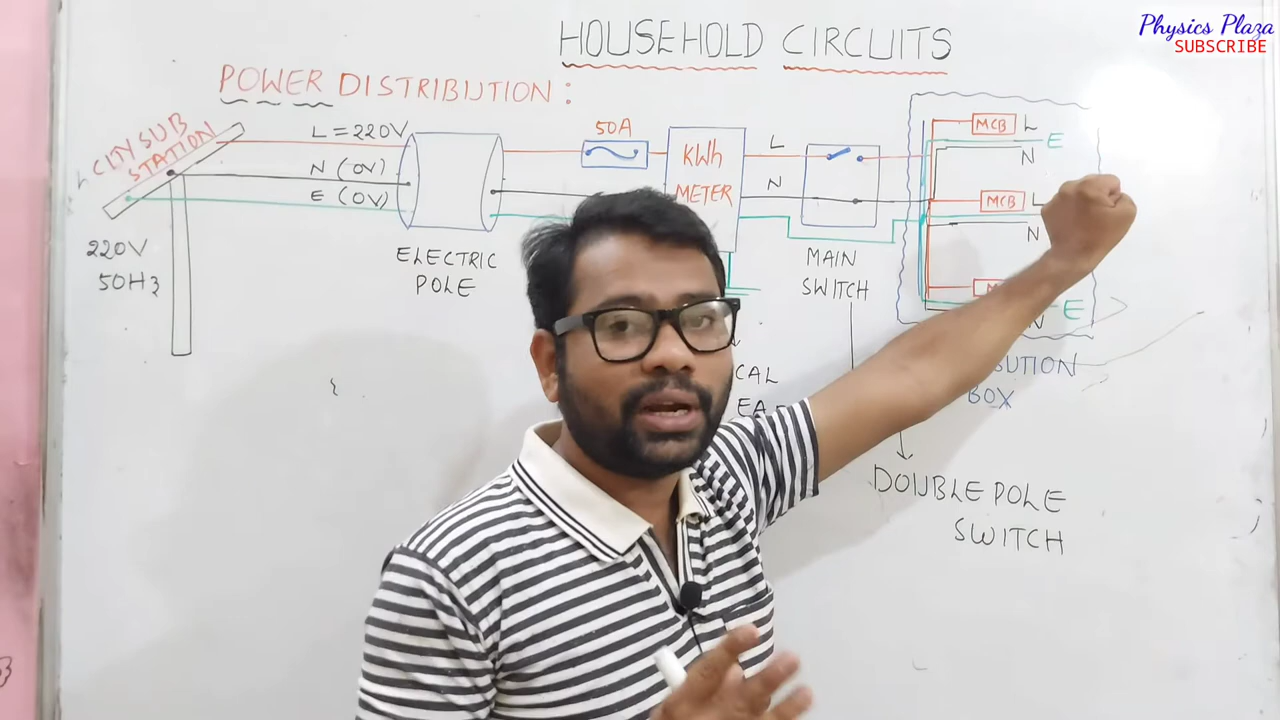 Physics Plaza
SUBSCRIBE
HOUSEHOLD CIRCUITS
POWER DISTRIBUTION :
CITY SUB
STATION
L = 220V
N (0V)
E (0V)
220V
50Hz
ELECTRIC
POLE
50A
KWh
METER
L
N
MAIN
SWITCH
MCB L
E
N
MCB L
N
E
N
BOX
DOUBLE POLE
SWITCH